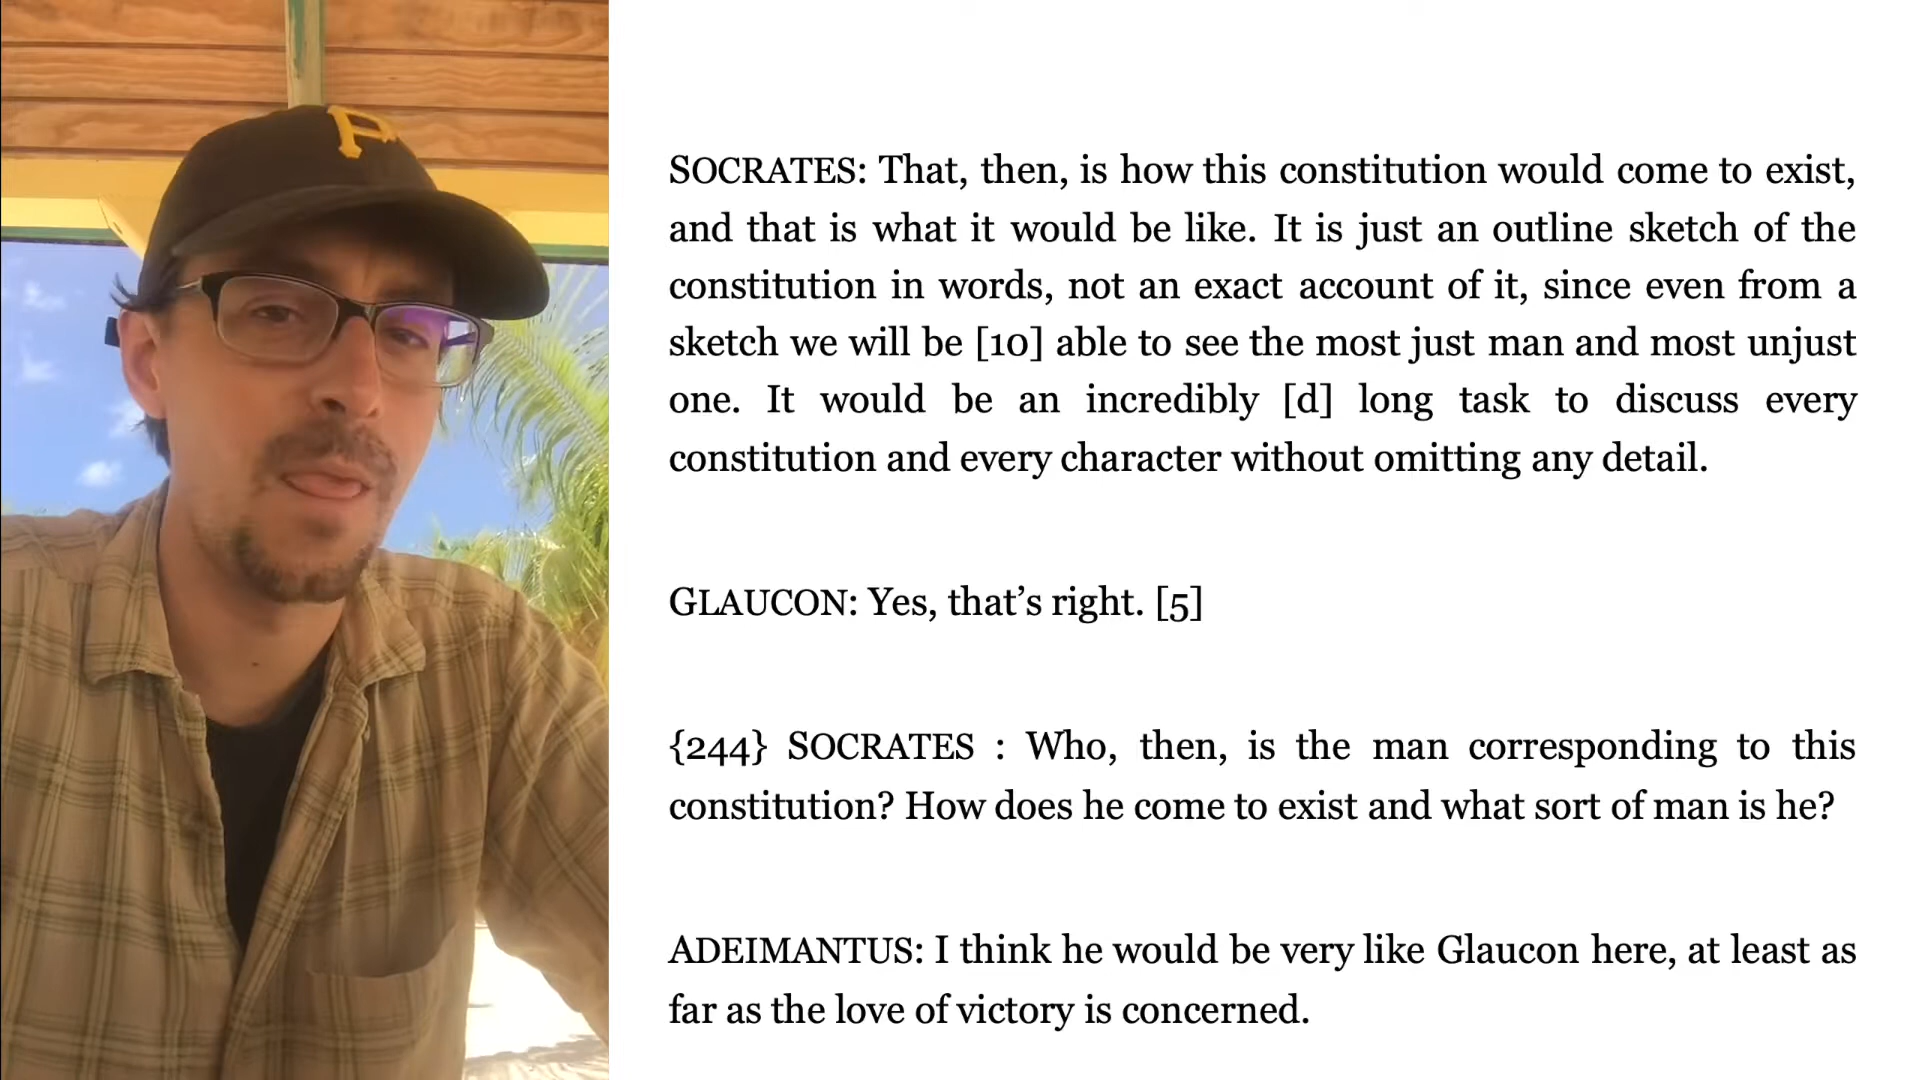 P
SOCRATES: That, then, is how this constitution would come to exist,
and that is what it would be like. It is just an outline sketch of the
constitution in words, not an exact account of it, since even from a
sketch we will be [10] able to see the most just man and most unjust
one. It would be an incredibly [d] long task to discuss every
constitution and every character without omitting any detail.
GLAUCON: Yes, that’s right. [5]
{244} SOCRATES : Who, then, is the man corresponding to this
constitution? How does he come to exist and what sort of man is he?
ADEIMANTUS: I think he would be very like Glaucon here, at least as
far as the love of victory is concerned.